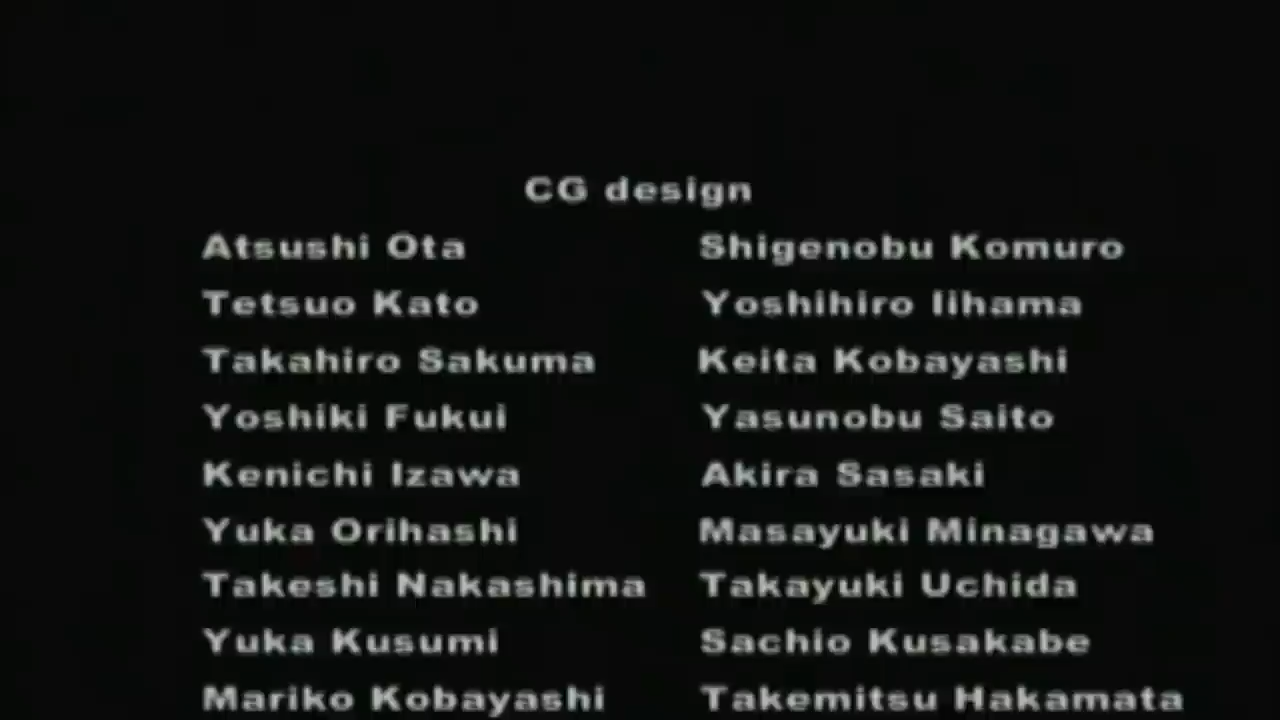 CG design
Atsushi Ota Shigenobu Komuro
Tetsuo Kato Yoshihiro Iihama
Takahiro Sakuma Keita Kobayashi
Yoshiki Fukui Yasunobu Saito
Kenichi Izawa Akira Sasaki
Yuka Orihashi Masayuki Minagawa
Takeshi Nakashima Takayuki Uchida
Yuka Kusumi Sachio Kusakabe
Mariko Kobayashi Takemitsu Hakamata